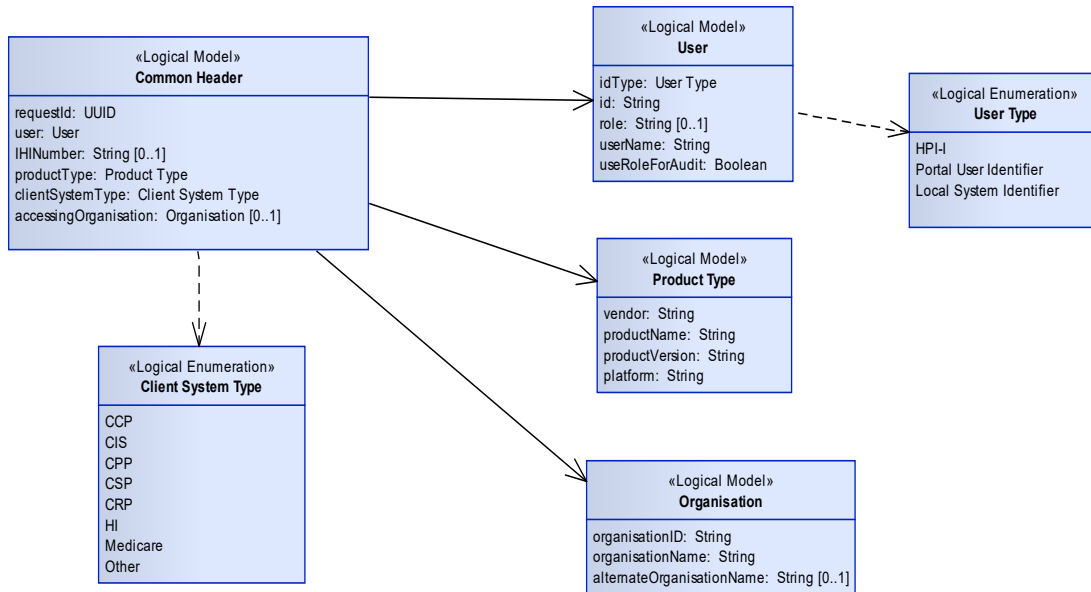 «Logical Model»
Common Header
requestId: UUID
user: User
IHINumber: String [0..1]
productType: Product Type
clientSystemType: Client System Type
accessingOrganisation: Organisation [0..1]
«Logical Model»
User
idType: User Type
id: String
role: String [0..1]
userName: String
useRoleForAudit: Boolean
«Logical Enumeration»
User Type
HPI-I
Portal User Identifier
Local System Identifier
«Logical Model»
Product Type
vendor: String
productName: String
productVersion: String
platform: String
«Logical Enumeration»
Client System Type
CCP
CIS
CPP
CSP
CRP
HI
Medicare
Other
«Logical Model»
Organisation
organisationID: String
organisationName: String
alternateOrganisationName: String [0..1]